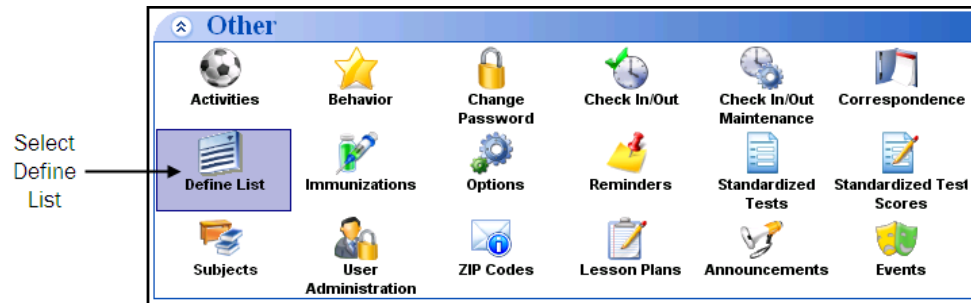 Other
Activities
Behavior
Change
Password
Check In/Out
Check In/Out
Maintenance
Correspondence
Select
Define
List
Define List
Immunizations
Options
Reminders
Standardized
Tests
Standardized Test
Scores
Subjects
User
Administration
ZIP Codes
Lesson Plans
Announcements
Events